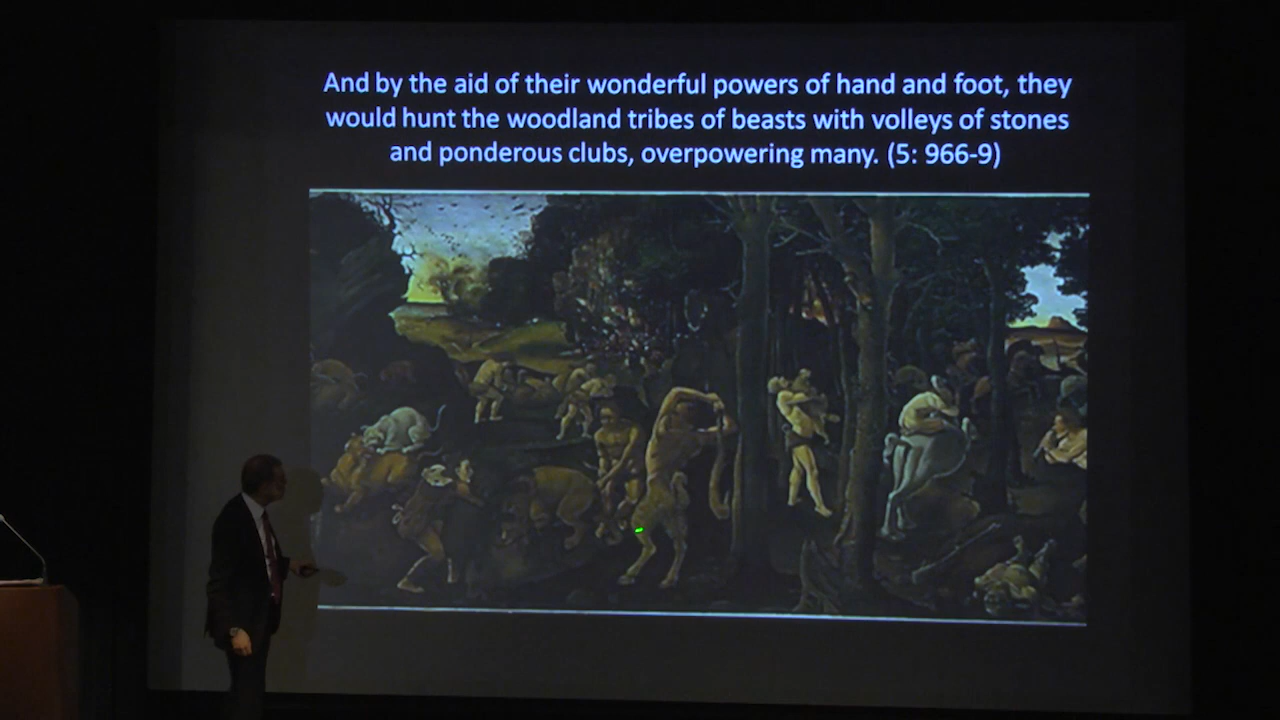 And by the aid of their wonderful powers of hand and foot, they
would hunt the woodland tribes of beasts with volleys of stones
and ponderous clubs, overpowering many. (5: 966-9)